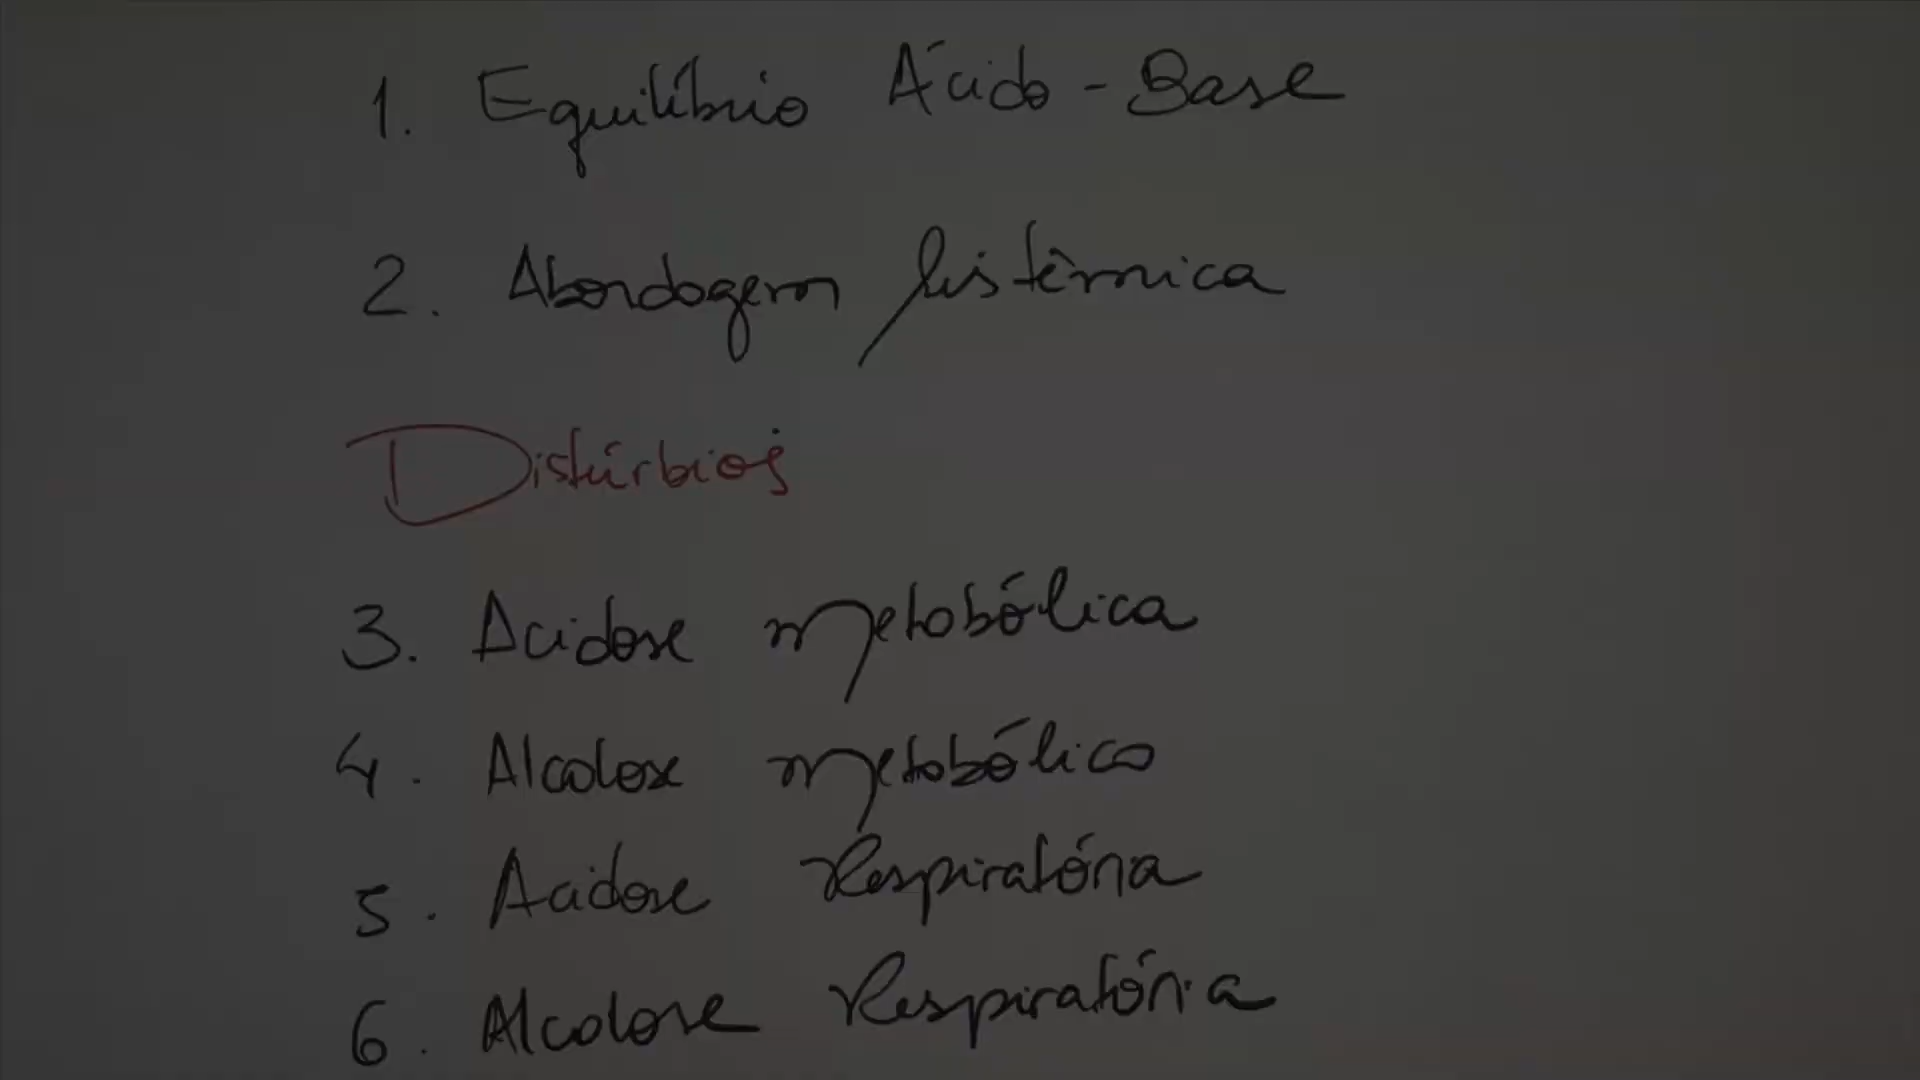 1. Equilíbrio Ácido-Base
2. Abordagem Sistêmica
Distúrbios
3. Acidose metabólica
4. Alcalose metabólica
5. Acidose Respiratória
6. Alcalose Respiratória